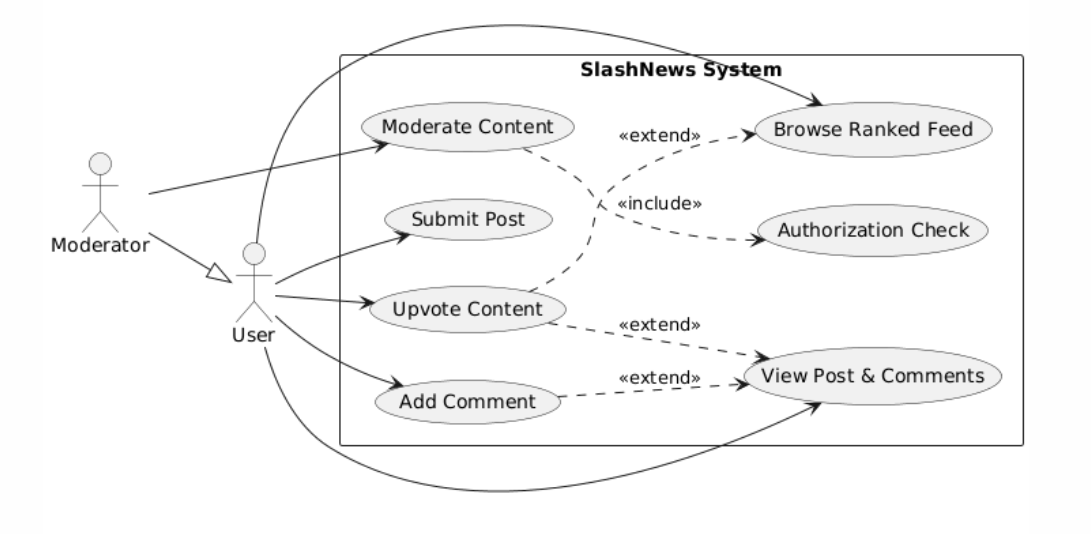 SlashNews System
Moderate Content
«extend»
Browse Ranked Feed
Submit Post
«include»
Authorization Check
Moderator
Upvote Content
User
«extend»
View Post & Comments
«extend»
Add Comment